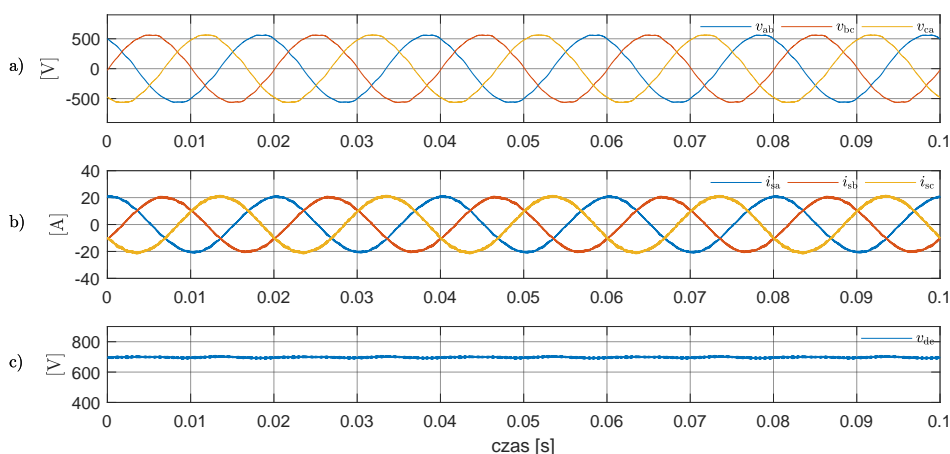 v_ab v_bc v_ca
a)
[V]
500
0
-500
0 0.01 0.02 0.03 0.04 0.05 0.06 0.07 0.08 0.09 0.1
i_sa i_sb i_sc
b)
[A]
40
20
0
-20
-40
0 0.01 0.02 0.03 0.04 0.05 0.06 0.07 0.08 0.09 0.1
v_dc
c)
[V]
800
600
400
0 0.01 0.02 0.03 0.04 0.05 0.06 0.07 0.08 0.09 0.1
czas [s]